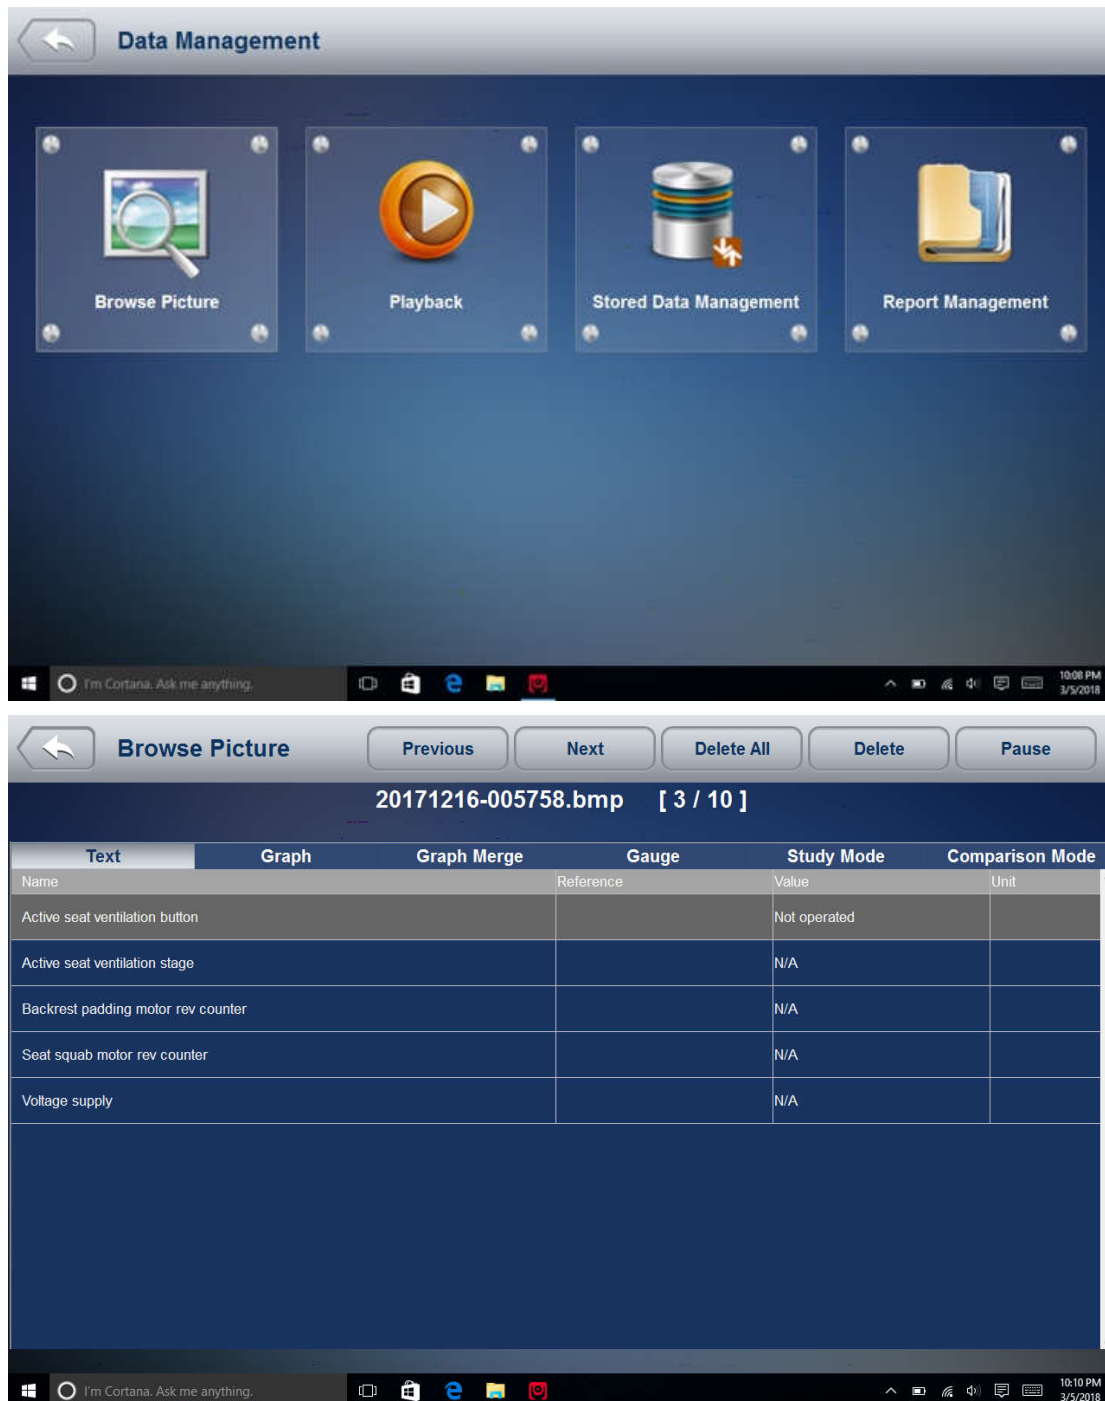 Data Management
Browse Picture
Playback
Stored Data Management
Report Management
I'm Cortana. Ask me anything.
10:08 PM
3/5/2018
Browse Picture
Previous
Next
Delete All
Delete
Pause
20171216-005758.bmp [ 3 / 10 ]
Text Graph Graph Merge Gauge Study Mode Comparison Mode
Name Reference Value Unit
Active seat ventilation button Not operated
Active seat ventilation stage N/A
Backrest padding motor rev counter N/A
Seat squab motor rev counter N/A
Voltage supply N/A
I'm Cortana. Ask me anything.
10:10 PM
3/5/2018